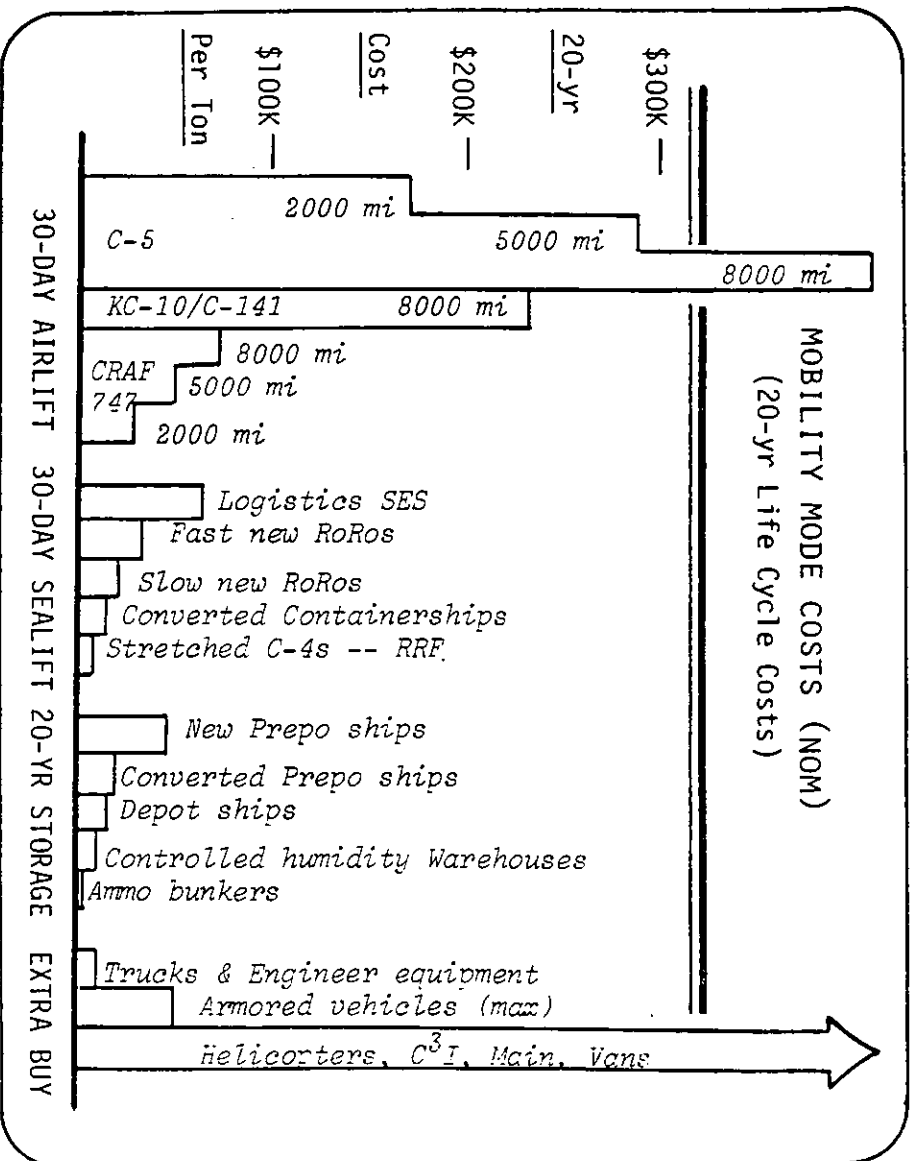 MOBILITY MODE COSTS (NOM)
(20-yr Life Cycle Costs)
$300K
20-yr
$200K
Cost
$100K
Per Ton
C-5
2000 mi
5000 mi
8000 mi
KC-10/C-141
8000 mi
CRAF
747
8000 mi
5000 mi
2000 mi
Logistics SES
Fast new RoRos
Slow new RoRos
Converted Containerships
Stretched C-4s -- RRF
New Prepo ships
Converted Prepo ships
Depot ships
Controlled humidity Warehouses
Ammo bunkers
Trucks & Engineer equipment
Armored vehicles (max)
Helicorters, C³I, Main, Vans
30-DAY AIRLIFT 30-DAY SEALIFT 20-YR STORAGE EXTRA BUY